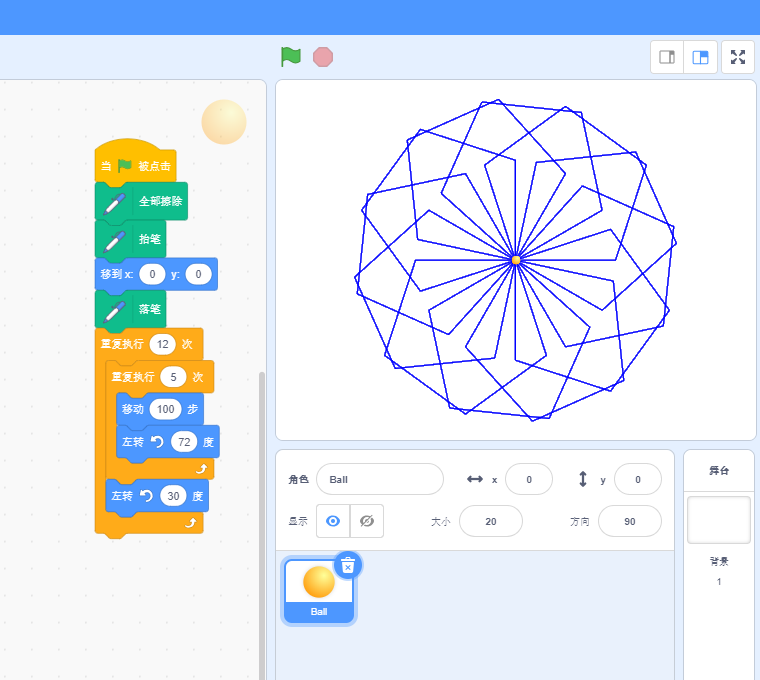 当 被点击
全部擦除
抬笔
移到 x: 0 y: 0
落笔
重复执行 12 次
重复执行 5 次
移动 100 步
左转 72 度
左转 30 度
角色 Ball x 0 y 0
显示 大小 20 方向 90
Ball
舞台
背景
1